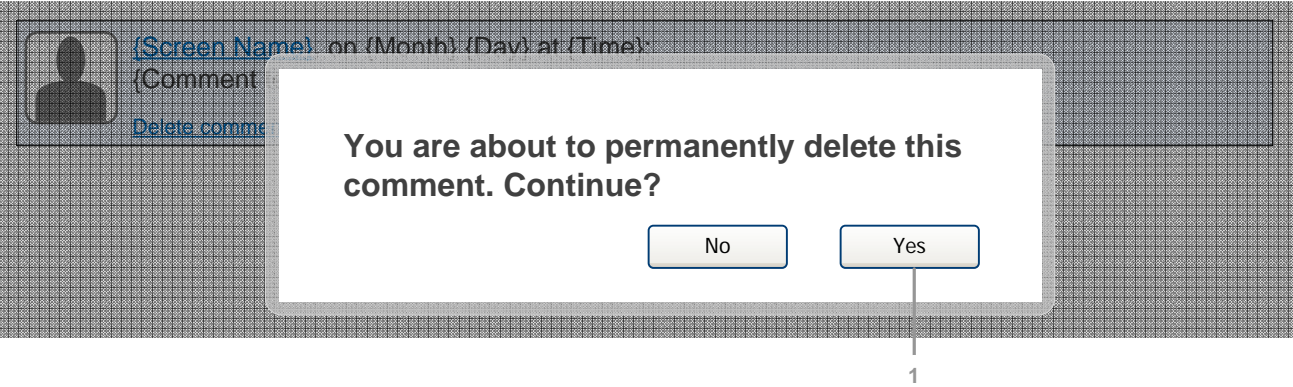 {Screen Name} on {Month} {Day} at {Time}:
{Comment
Delete comme
You are about to permanently delete this
comment. Continue?
No Yes
1